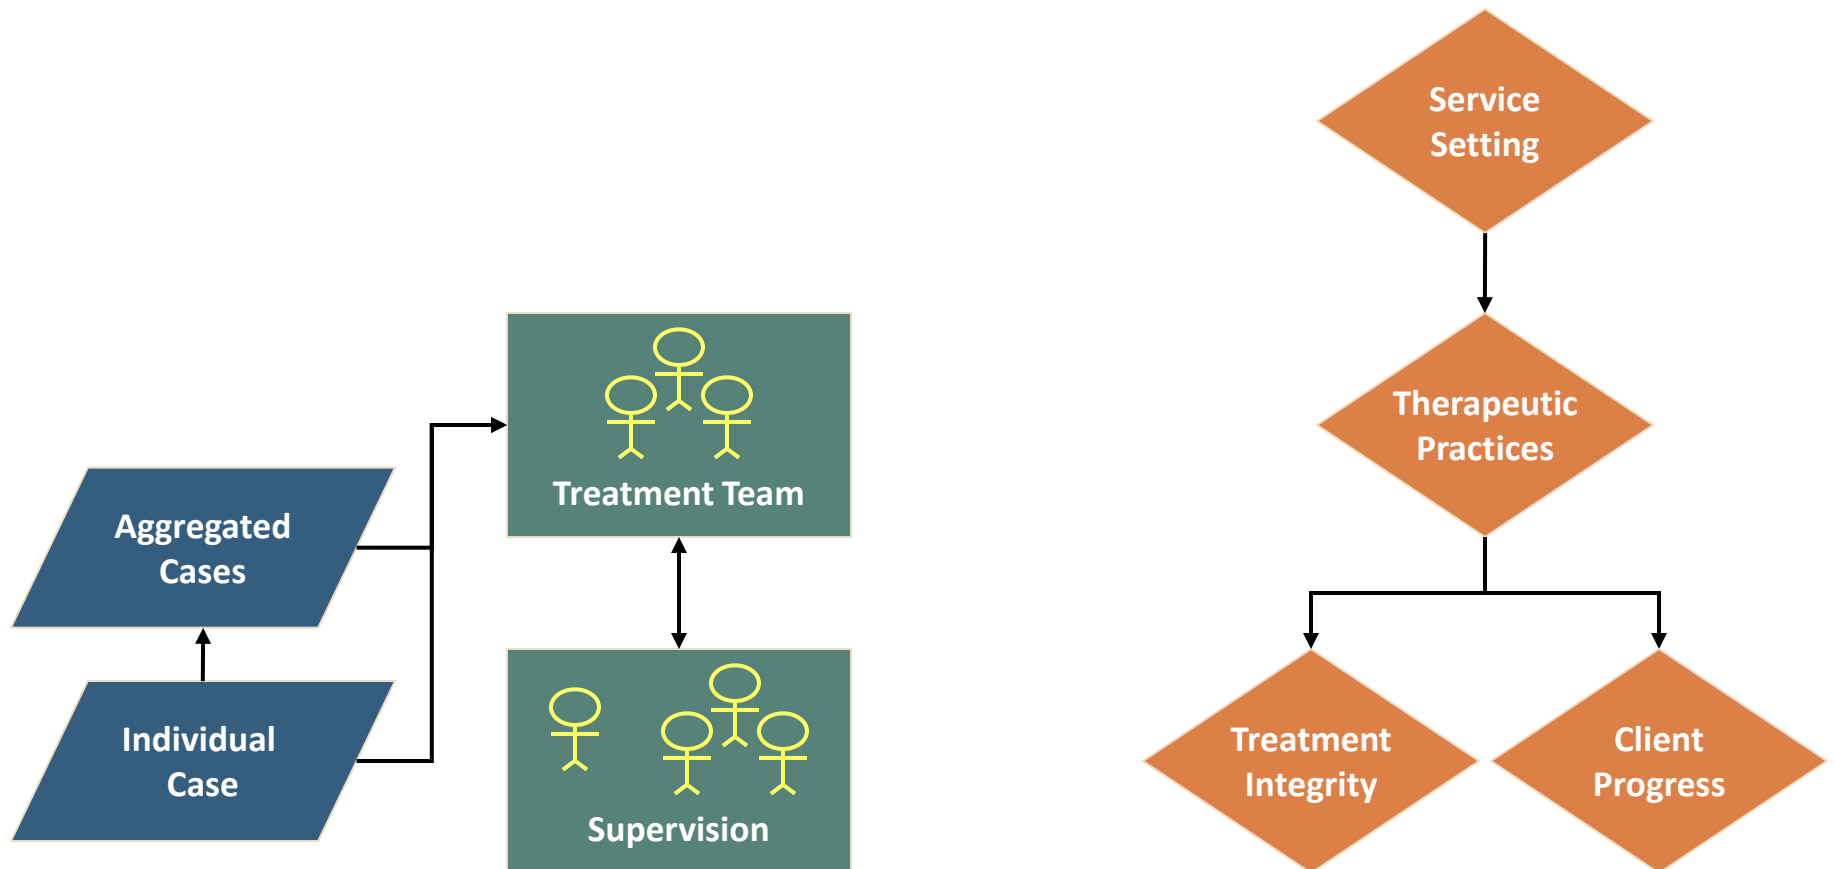 Service
Setting
Therapeutic
Practices
Treatment Team
Aggregated
Cases
Individual
Case
Supervision
Treatment
Integrity
Client
Progress